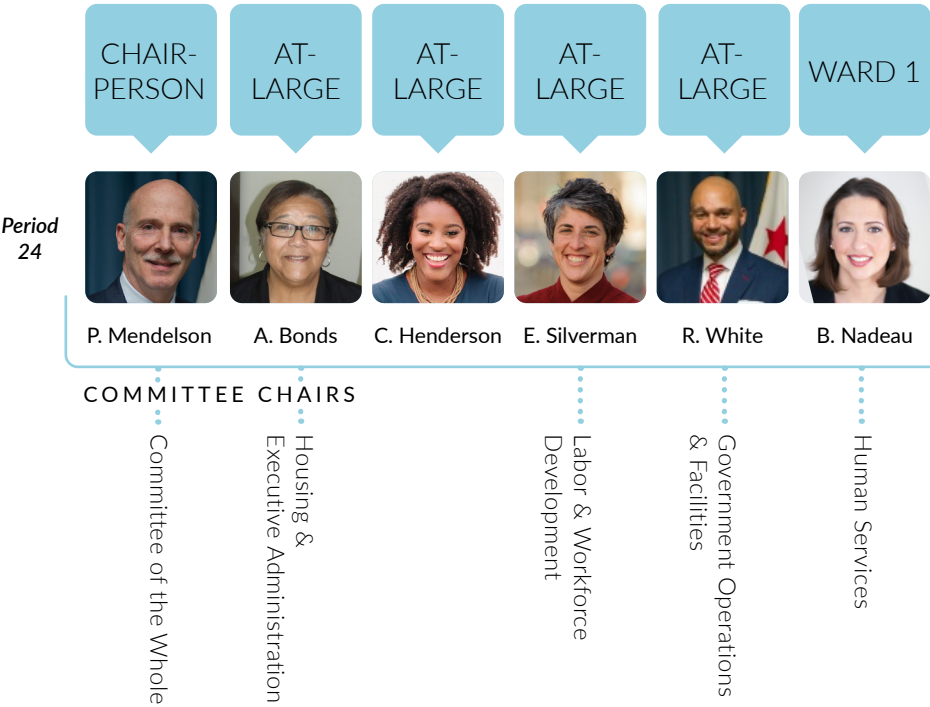 CHAIR-
PERSON
AT-
LARGE
AT-
LARGE
AT-
LARGE
AT-
LARGE
WARD 1
Period
24
P. Mendelson
A. Bonds
C. Henderson
E. Silverman
R. White
B. Nadeau
COMMITTEE CHAIRS
Committee of the Whole
Housing &
Executive Administration
Labor & Workforce
Development
Government Operations
& Facilities
Human Services